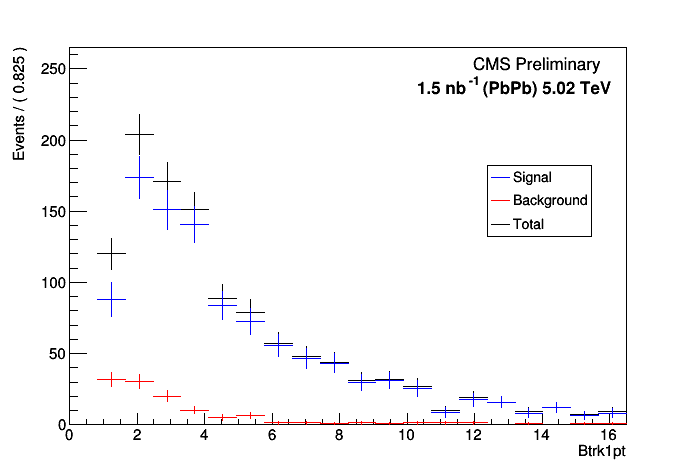 CMS Preliminary
1.5 nb-1 (PbPb) 5.02 TeV
Events / ( 0.825 )
250
200
150
100
50
0
Signal
Background
Total
0 2 4 6 8 10 12 14 16
Btrk1pt